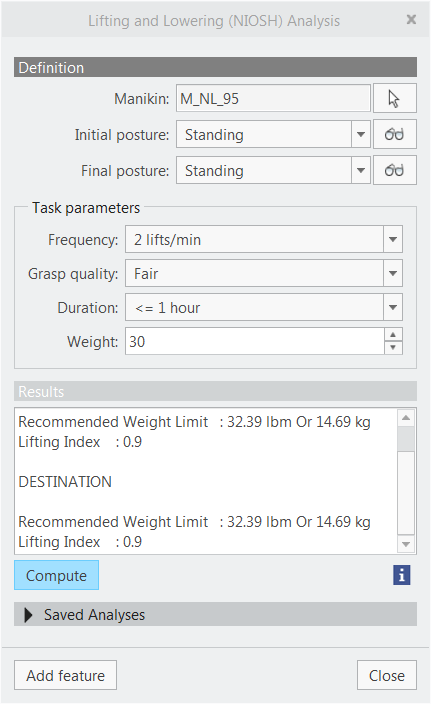 Lifting and Lowering (NIOSH) Analysis
Definition
Manikin: M_NL_95
Initial posture: Standing
Final posture: Standing
Task parameters
Frequency: 2 lifts/min
Grasp quality: Fair
Duration: <= 1 hour
Weight: 30
Results
Recommended Weight Limit : 32.39 lbm Or 14.69 kg
Lifting Index : 0.9
DESTINATION
Recommended Weight Limit : 32.39 lbm Or 14.69 kg
Lifting Index : 0.9
Compute
Saved Analyses
Add feature Close